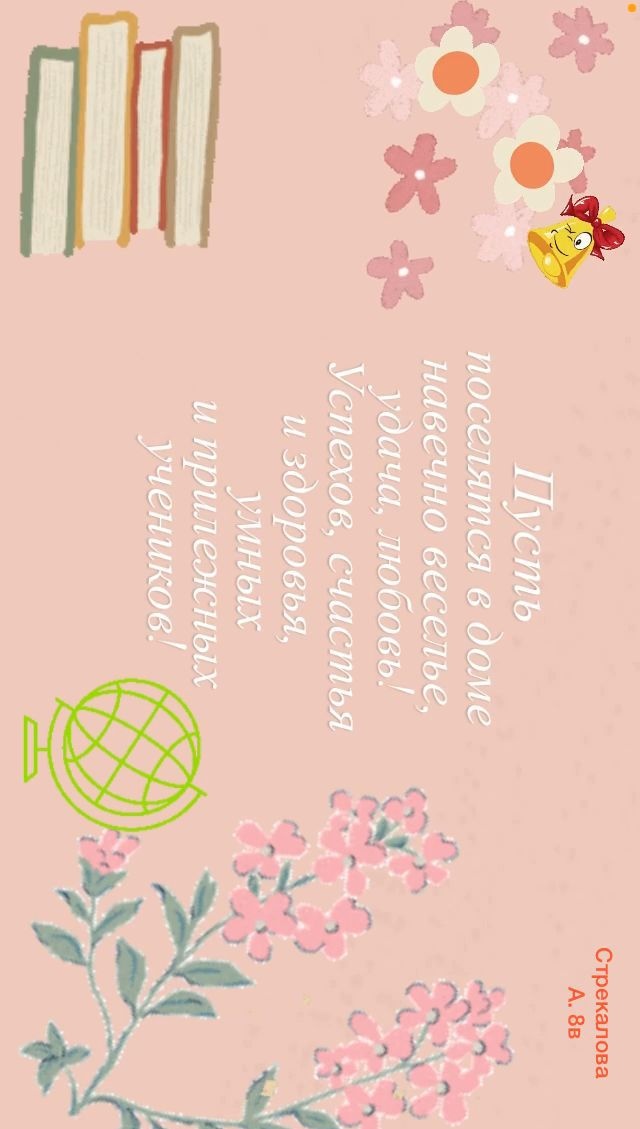 Пусть
поселятся в доме
навечно веселье,
удача, любовь!
Успехов, счастья
и здоровья,
умных
и прилежных
учеников!
Стрекалова
А. 8в